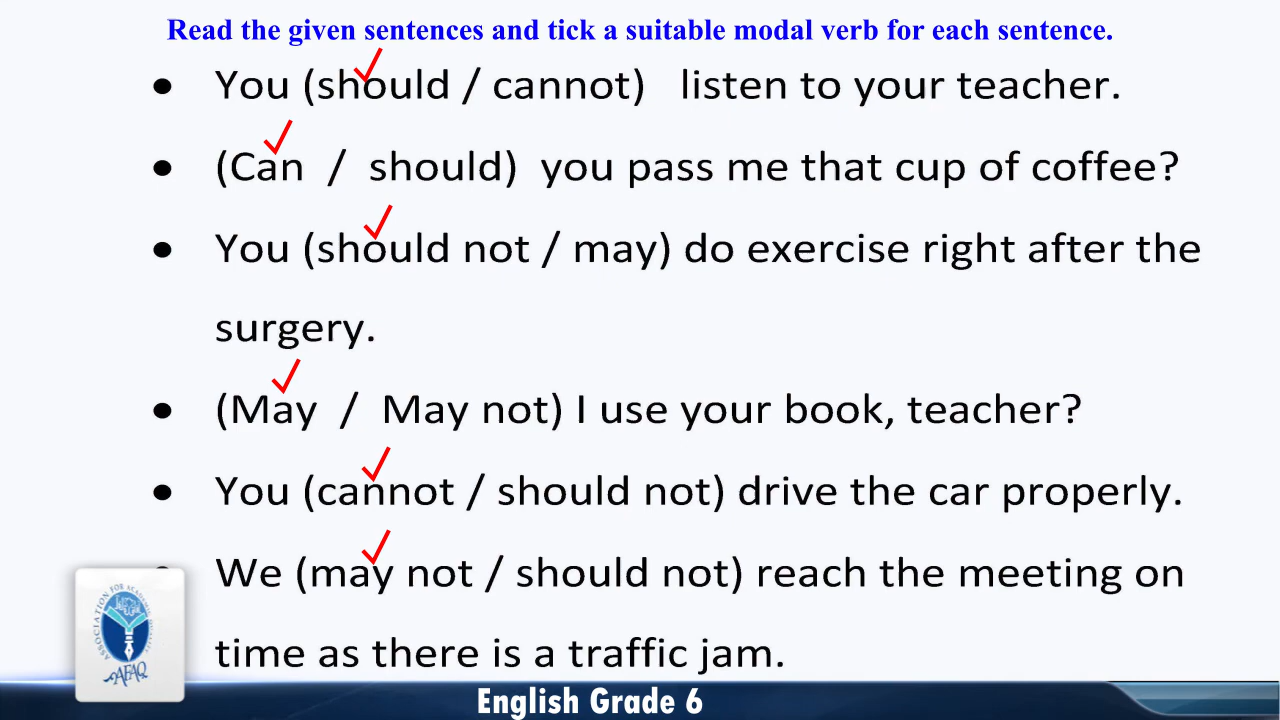 Read the given sentences and tick a suitable modal verb for each sentence.
• You (should / cannot) listen to your teacher.
• (Can / should) you pass me that cup of coffee?
• You (should not / may) do exercise right after the
surgery.
• (May / May not) I use your book, teacher?
• You (cannot / should not) drive the car properly.
• We (may not / should not) reach the meeting on
time as there is a traffic jam.
AFAQ
English Grade 6